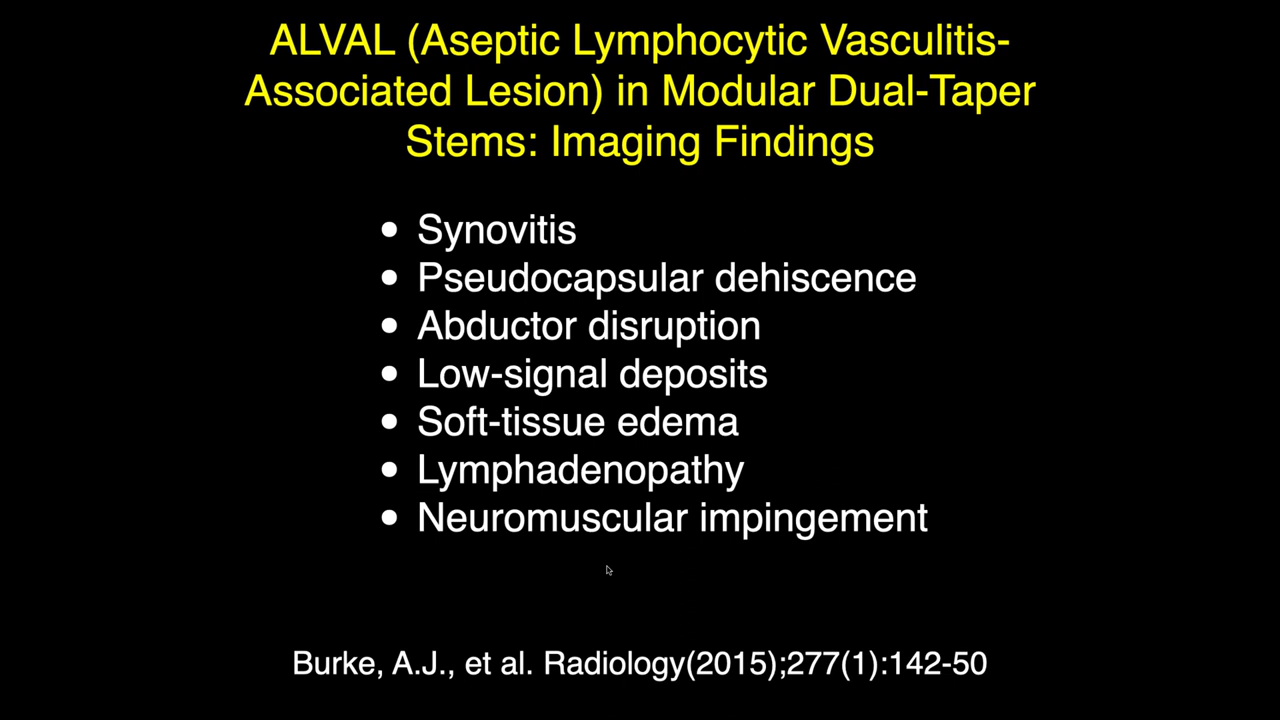 ALVAL (Aseptic Lymphocytic Vasculitis-
Associated Lesion) in Modular Dual-Taper
Stems: Imaging Findings
• Synovitis
• Pseudocapsular dehiscence
• Abductor disruption
• Low-signal deposits
• Soft-tissue edema
• Lymphadenopathy
• Neuromuscular impingement
Burke, A.J., et al. Radiology(2015);277(1):142-50